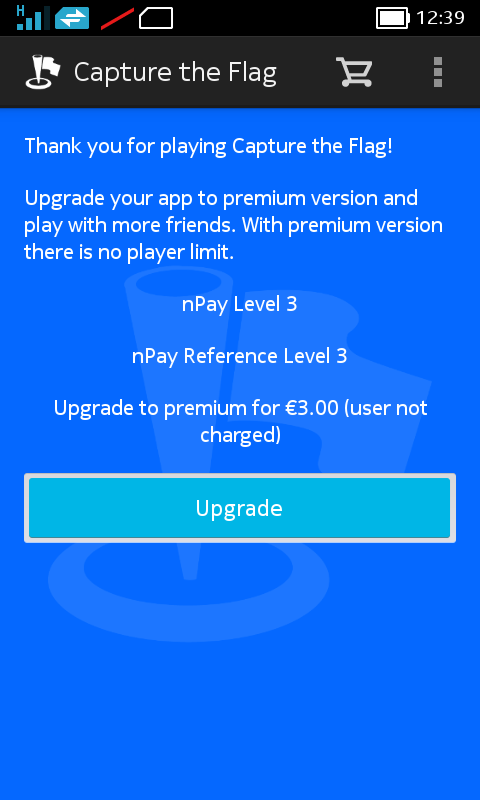 H 12:39
Capture the Flag
Thank you for playing Capture the Flag!
Upgrade your app to premium version and
play with more friends. With premium version
there is no player limit.
nPay Level 3
nPay Reference Level 3
Upgrade to premium for €3.00 (user not
charged)
Upgrade